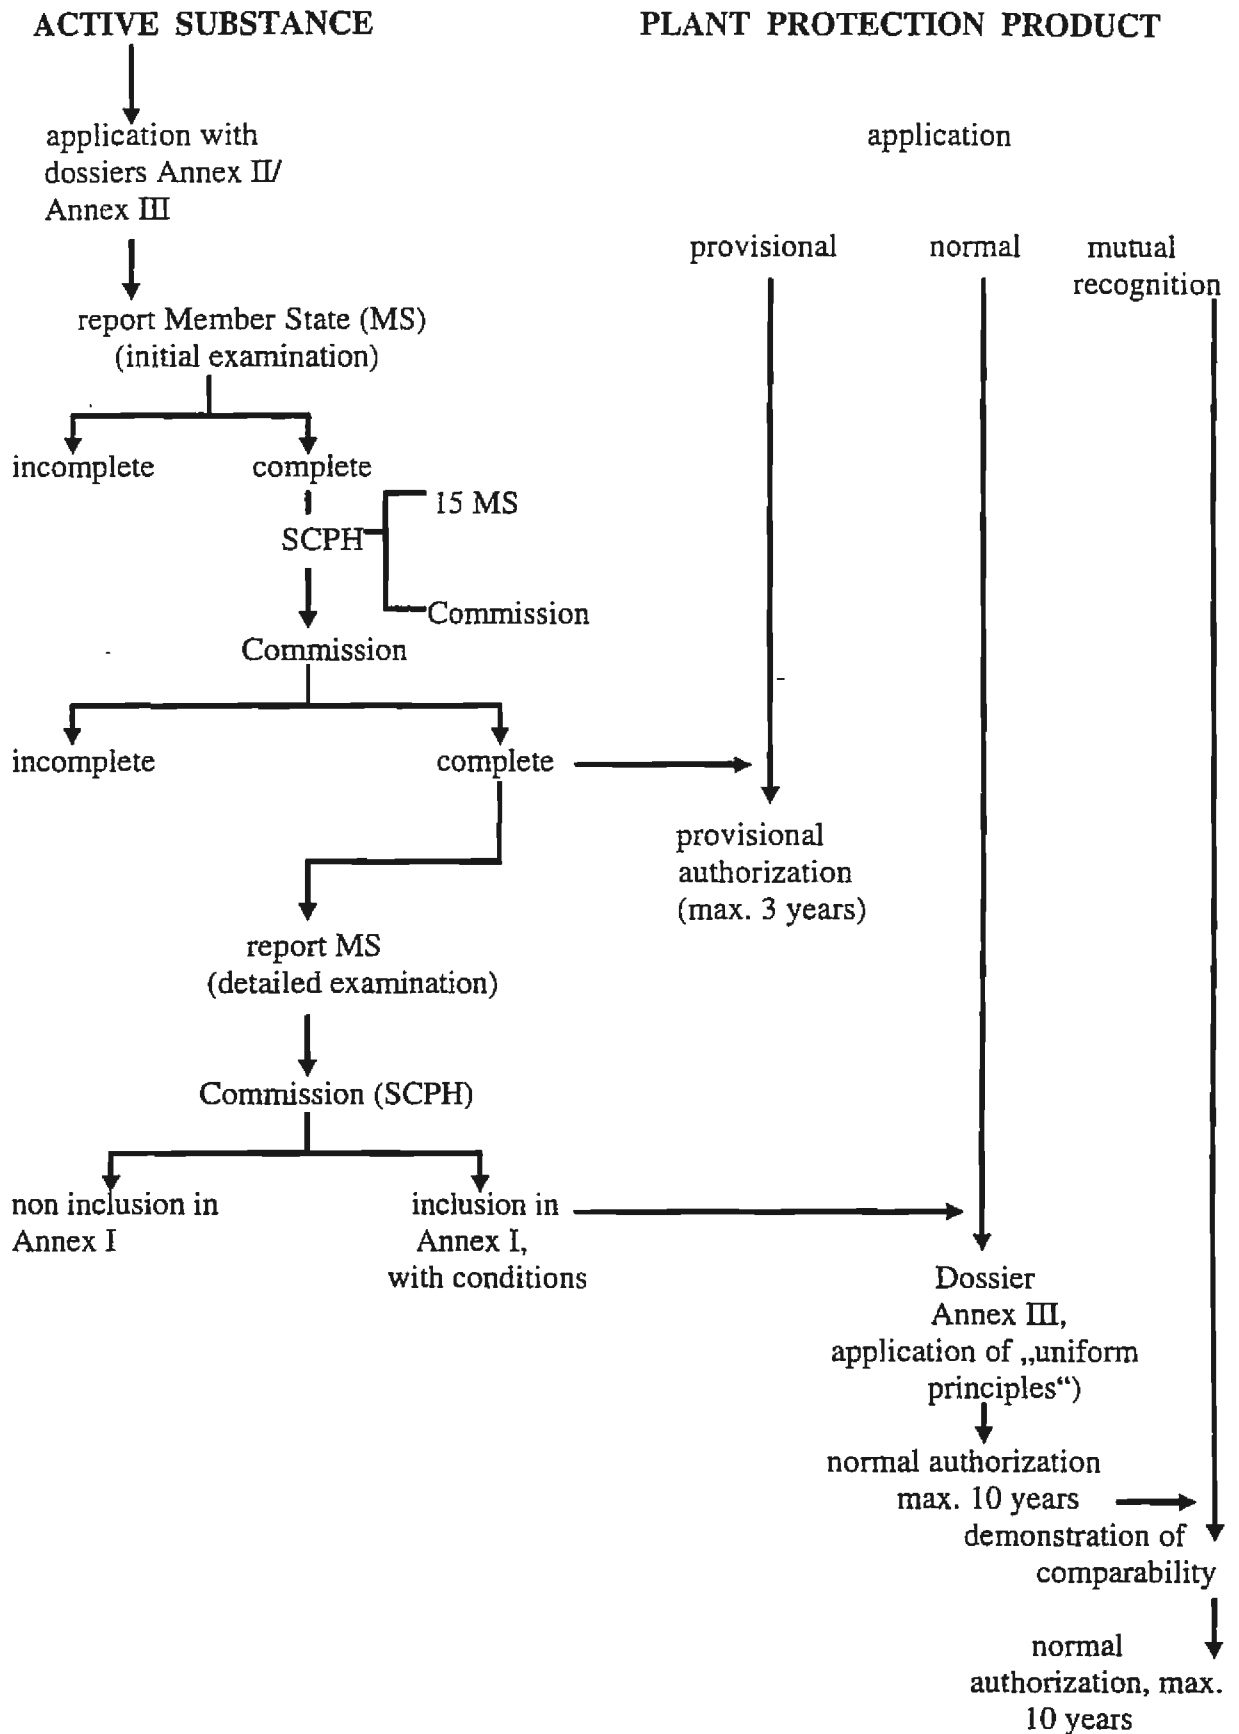 ACTIVE SUBSTANCE
PLANT PROTECTION PRODUCT
application with
dossiers Annex II/
Annex III
application
provisional
normal
mutual
recognition
report Member State (MS)
(initial examination)
incomplete
complete
15 MS
SCPH
Commission
Commission
incomplete
complete
provisional
authorization
(max. 3 years)
report MS
(detailed examination)
Commission (SCPH)
non inclusion in
Annex I
inclusion in
Annex I,
with conditions
Dossier
Annex III,
application of „uniform
principles“)
normal authorization
max. 10 years
demonstration of
comparability
normal
authorization, max.
10 years